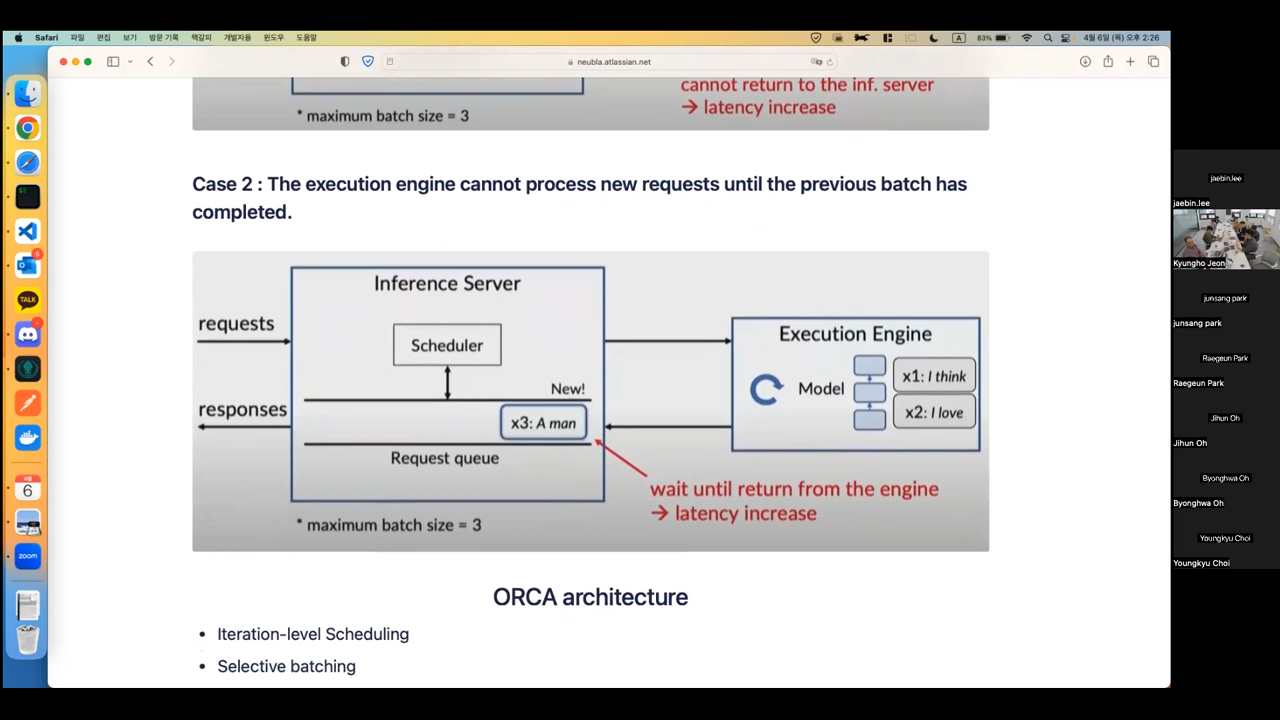 Safari 파일 편집 보기 방문 기록 책갈피 개발자용 윈도우 도움말
A 83% 4월 6일 (목) 오후 2:26
neubla.atlassian.net
cannot return to the inf. server
→ latency increase
* maximum batch size = 3
Case 2 : The execution engine cannot process new requests until the previous batch has
completed.
Inference Server
requests
Scheduler
Execution Engine
x1: I think
Model
New!
responses
x2: I love
x3: A man
Request queue
wait until return from the engine
→ latency increase
* maximum batch size = 3
ORCA architecture
• Iteration-level Scheduling
• Selective batching
TALK
4월
6
zoom
jaebin.lee
jaebin.lee
Kyungho Jeon
junsang park
junsang park
Raegeun Park
Raegeun Park
Jihun Oh
Jihun Oh
Byonghwa Oh
Byonghwa Oh
Youngkyu Choi
Youngkyu Choi